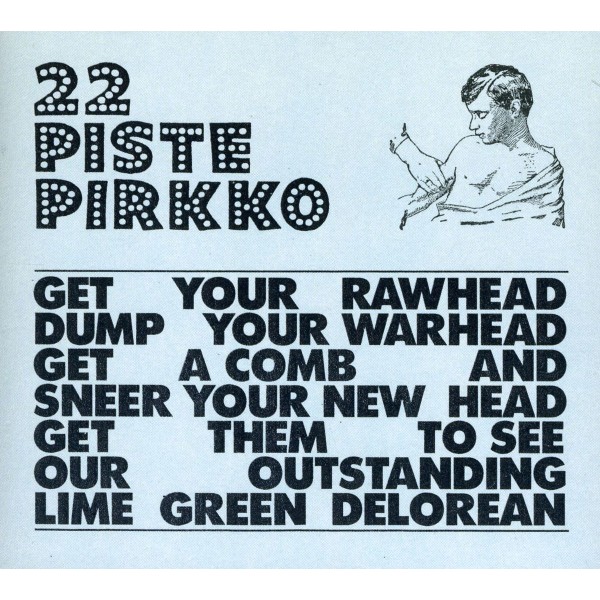 22
PISTE
PIRKKO
GET YOUR RAWHEAD
DUMP YOUR WARHEAD
GET A COMB AND
SNEER YOUR NEW HEAD
GET THEM TO SEE
OUR OUTSTANDING
LIME GREEN DELOREAN